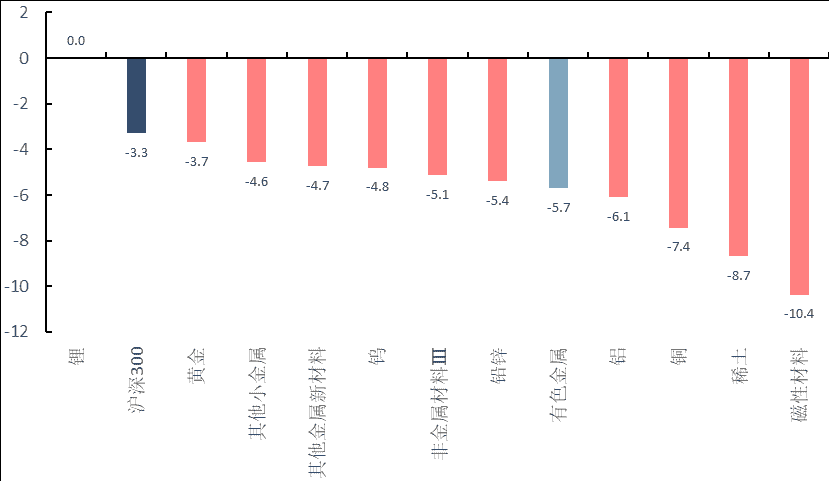 2
0
-2
-4
-6
-8
-10
-12
0.0
-3.3
-3.7
-4.6
-4.7
-4.8
-5.1
-5.4
-5.7
-6.1
-7.4
-8.7
-10.4
锂
沪深300
黄金
其他小金属
其他金属新材料
钨
非金属材料Ⅲ
铅锌
有色金属
铝
铜
稀土
磁性材料